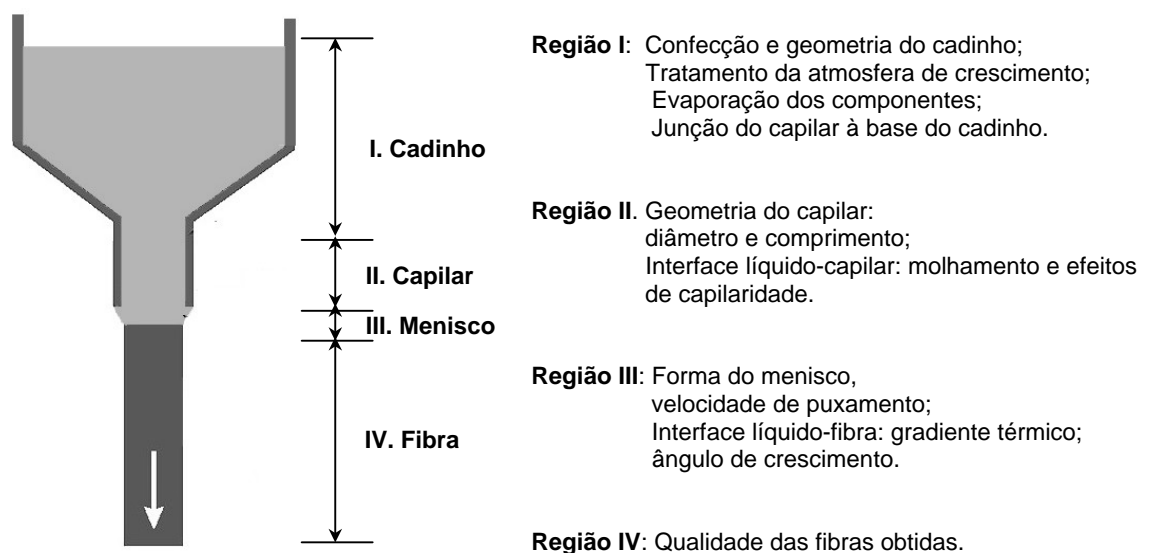 I. Cadinho
II. Capilar
III. Menisco
IV. Fibra
Região I: Confecção e geometria do cadinho;
Tratamento da atmosfera de crescimento;
Evaporação dos componentes;
Junção do capilar à base do cadinho.
Região II. Geometria do capilar:
diâmetro e comprimento;
Interface líquido-capilar: molhamento e efeitos
de capilaridade.
Região III: Forma do menisco,
velocidade de puxamento;
Interface líquido-fibra: gradiente térmico;
ângulo de crescimento.
Região IV: Qualidade das fibras obtidas.